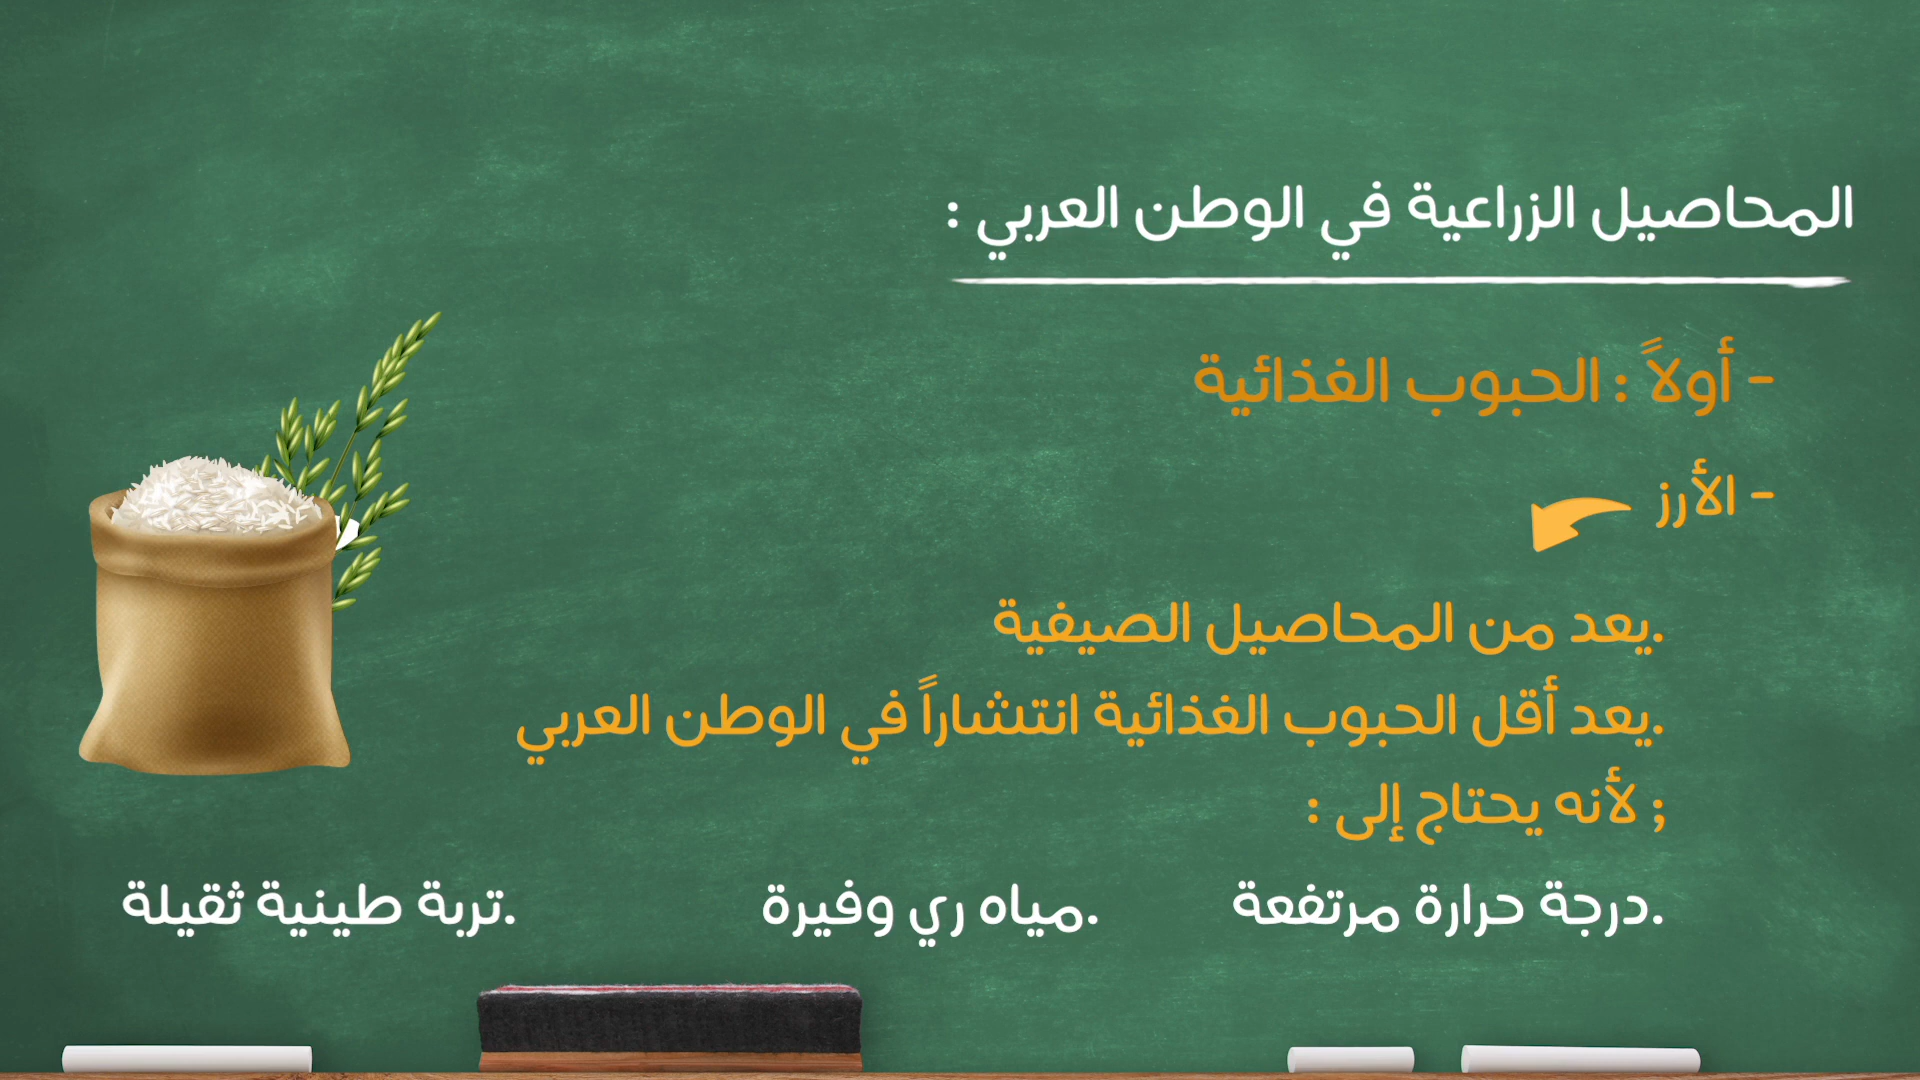 المحاصيل الزراعية في الوطن العربي :
- أولاً : الحبوب الغذائية
- الأرز
.يعد من المحاصيل الصيفية
.يعد أقل الحبوب الغذائية انتشاراً في الوطن العربي
; لأنه يحتاج إلى :
.درجة حرارة مرتفعة .مياه ري وفيرة .تربة طينية ثقيلة